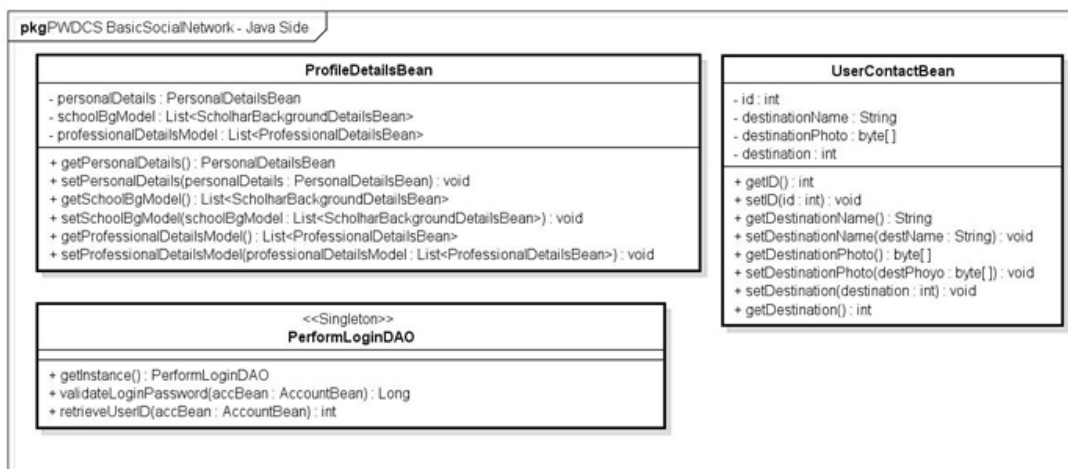 pkg PWDCS BasicSocialNetwork - Java Side
ProfileDetailsBean
- personalDetails : PersonalDetailsBean
- schoolBgModel : List<ScholharBackgroundDetailsBean>
- professionalDetailsModel : List<ProfessionalDetailsBean>
+ getPersonalDetails() : PersonalDetailsBean
+ setPersonalDetails(personalDetails : PersonalDetailsBean) : void
+ getSchoolBgModel() : List<ScholharBackgroundDetailsBean>
+ setSchoolBgModel(schoolBgModel : List<ScholharBackgroundDetailsBean>) : void
+ getProfessionalDetailsModel() : List<ProfessionalDetailsBean>
+ setProfessionalDetailsModel(professionalDetailsModel : List<ProfessionalDetailsBean>) : void
UserContactBean
- id : int
- destinationName : String
- destinationPhoto : byte[ ]
- destination : int
+ getID() : int
+ setID(id : int) : void
+ getDestinationName() : String
+ setDestinationName(destName : String) : void
+ getDestinationPhoto() : byte[ ]
+ setDestinationPhoto(destPhoyo : byte[ ]) : void
+ setDestination(destination : int) : void
+ getDestination() : int
<<Singleton>>
PerformLoginDAO
+ getInstance() : PerformLoginDAO
+ validateLoginPassword(accBean : AccountBean) : Long
+ retrieveUserID(accBean : AccountBean) : int